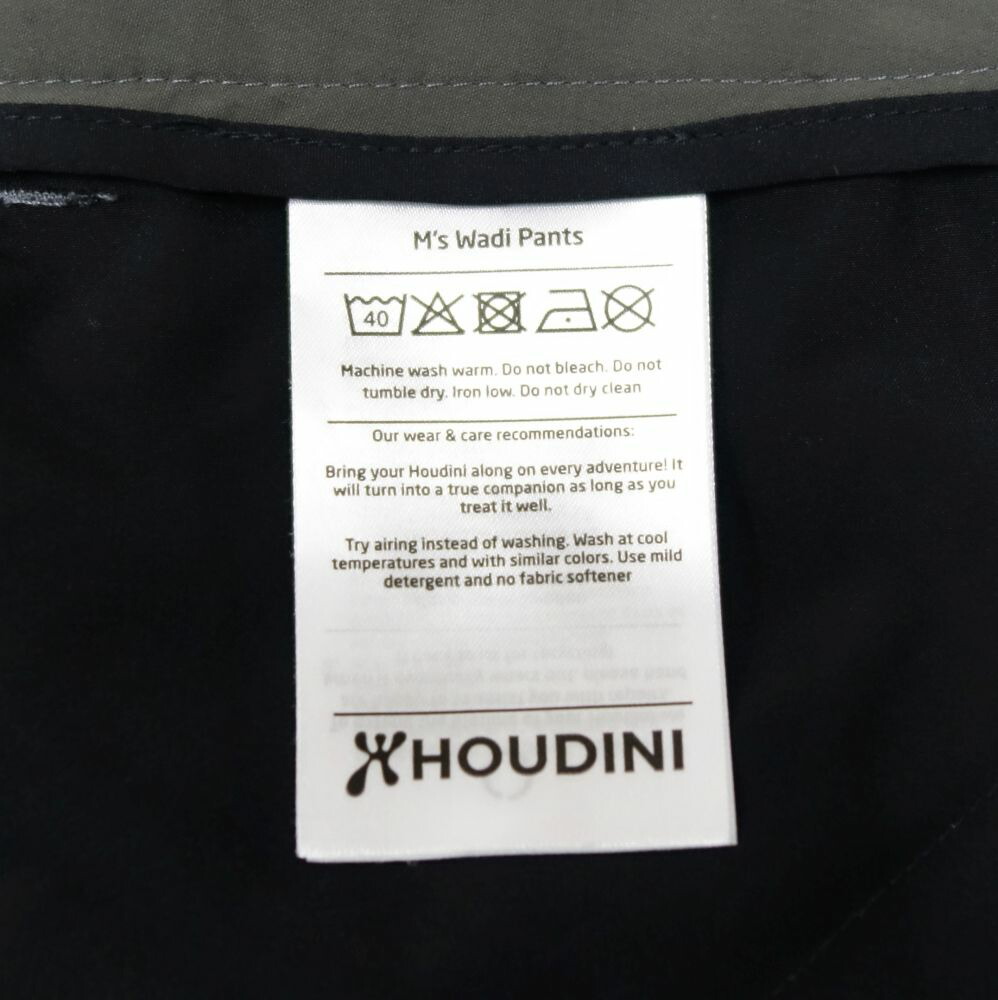 M's Wadi Pants
40
Machine wash warm. Do not bleach. Do not
tumble dry. Iron low. Do not dry clean
Our wear & care recommendations:
Bring your Houdini along on every adventure! It
will turn into a true companion as long as you
treat it well.
Try airing instead of washing. Wash at cool
temperatures and with similar colors. Use mild
detergent and no fabric softener
HOUDINI